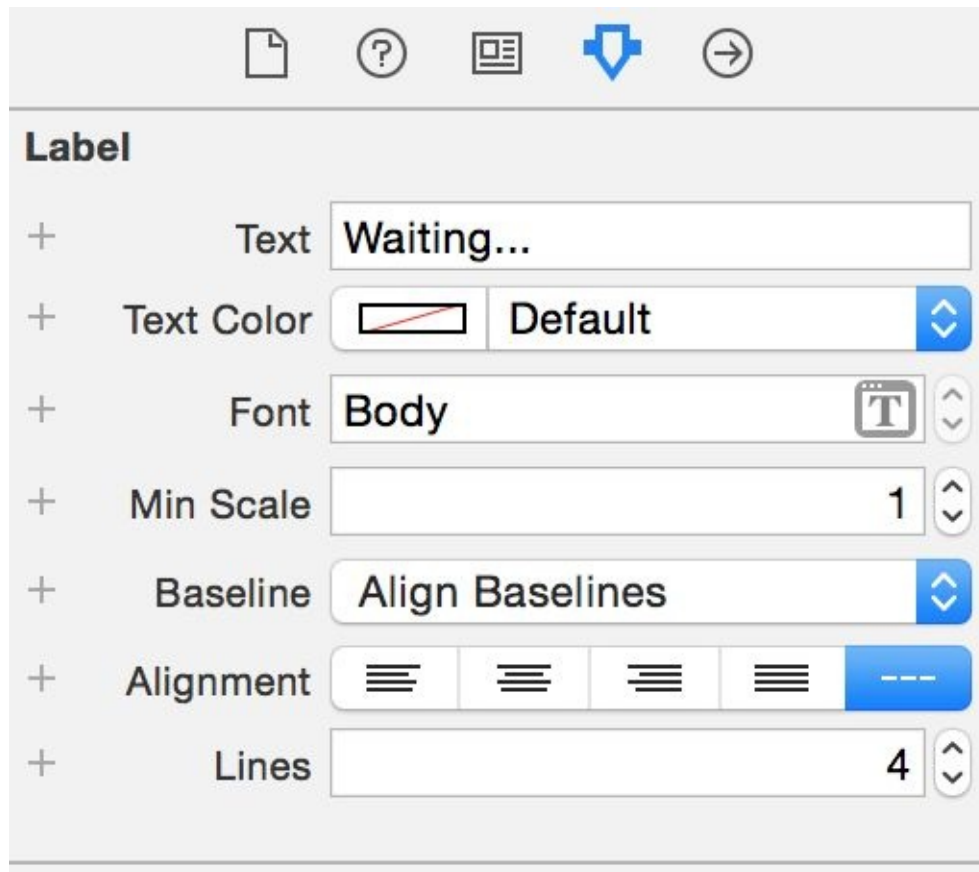 Label
Text Waiting...
Text Color Default
Font Body T
Min Scale 1
Baseline Align Baselines
Alignment ---
Lines 4